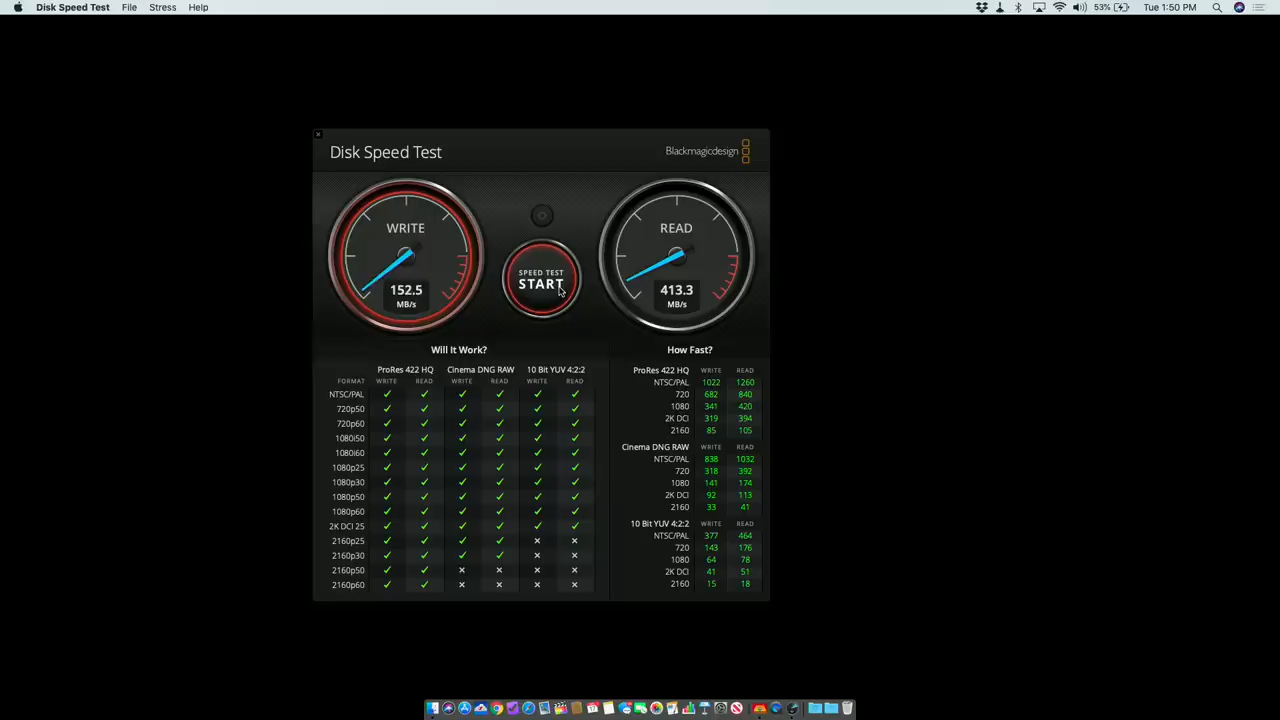 Disk Speed Test File Stress Help 53% Tue 1:50 PM
Disk Speed Test Blackmagicdesign
WRITE
152.5
MB/s
SPEED TEST
START
READ
413.3
MB/s
Will It Work?
ProRes 422 HQ Cinema DNG RAW 10 Bit YUV 4:2:2
FORMAT WRITE READ WRITE READ WRITE READ
NTSC/PAL ✓ ✓ ✓ ✓ ✓ ✓
720p50 ✓ ✓ ✓ ✓ ✓ ✓
720p60 ✓ ✓ ✓ ✓ ✓ ✓
1080i50 ✓ ✓ ✓ ✓ ✓ ✓
1080i60 ✓ ✓ ✓ ✓ ✓ ✓
1080p25 ✓ ✓ ✓ ✓ ✓ ✓
1080p30 ✓ ✓ ✓ ✓ ✓ ✓
1080p50 ✓ ✓ ✓ ✓ ✓ ✓
1080p60 ✓ ✓ ✓ ✓ ✓ ✓
2K DCI 25 ✓ ✓ ✓ ✓ ✓ ✓
2160p25 ✓ ✓ ✓ ✓ × ×
2160p30 ✓ ✓ ✓ ✓ × ×
2160p50 ✓ ✓ × × × ×
2160p60 ✓ ✓ × × × ×
How Fast?
ProRes 422 HQ WRITE READ
NTSC/PAL 1022 1260
720 682 840
1080 341 420
2K DCI 319 394
2160 85 105
Cinema DNG RAW WRITE READ
NTSC/PAL 838 1032
720 318 392
1080 141 174
2K DCI 92 113
2160 33 41
10 Bit YUV 4:2:2 WRITE READ
NTSC/PAL 377 464
720 143 176
1080 64 78
2K DCI 41 51
2160 15 18
17